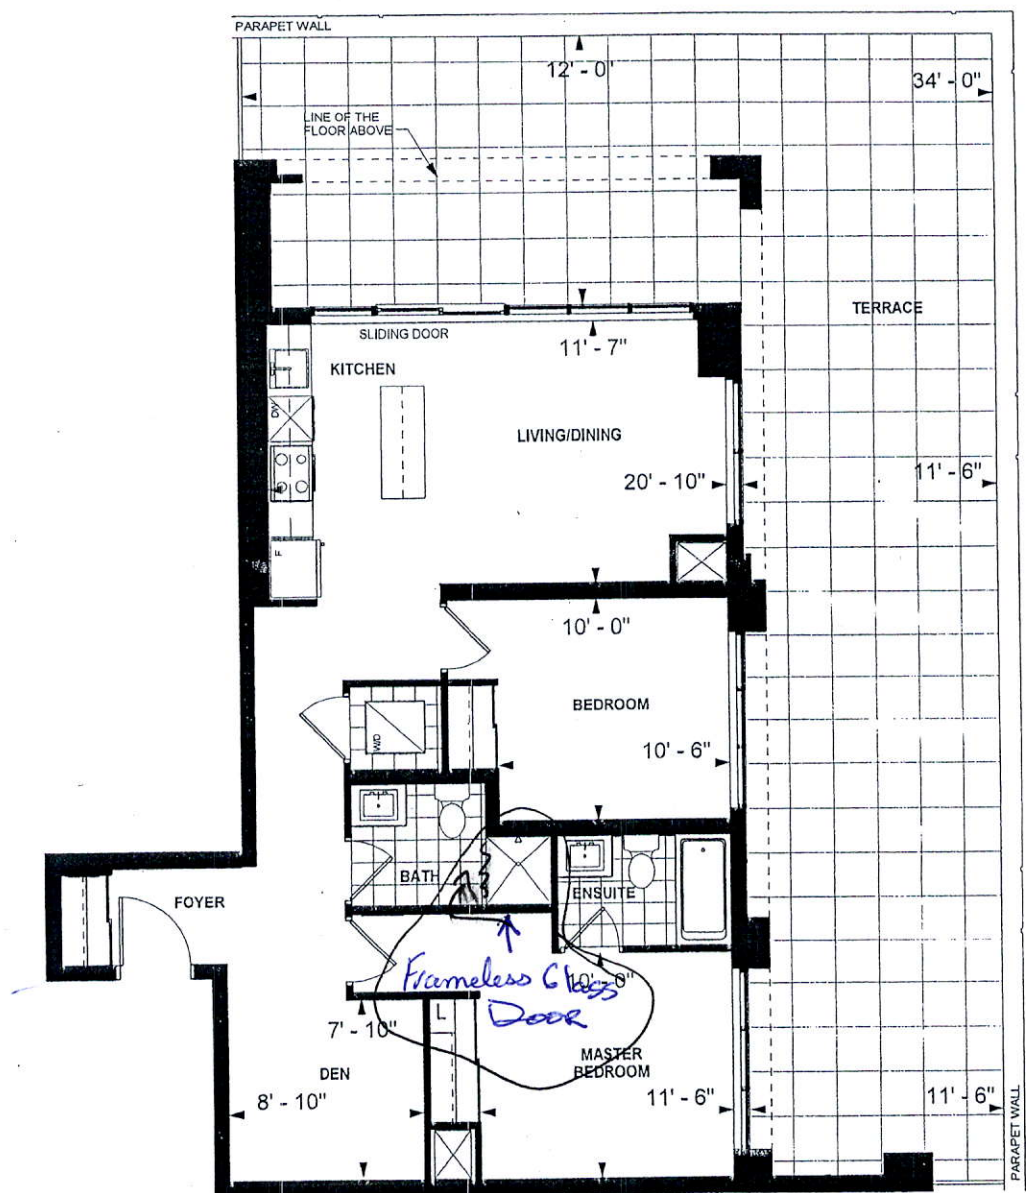 PARAPET WALL
12' - 0"
34' - 0"
LINE OF THE
FLOOR ABOVE
TERRACE
SLIDING DOOR
11' - 7"
KITCHEN
DW
LIVING/DINING
20' - 10"
11' - 6"
F
10' - 0"
BEDROOM
W/D
10' - 6"
BATH
ENSUITE
FOYER
Frameless Glass
10' - 0"
DOOR
L
7' - 10"
MASTER
BEDROOM
DEN
8' - 10"
11' - 6"
11' - 6"
PARAPET WALL